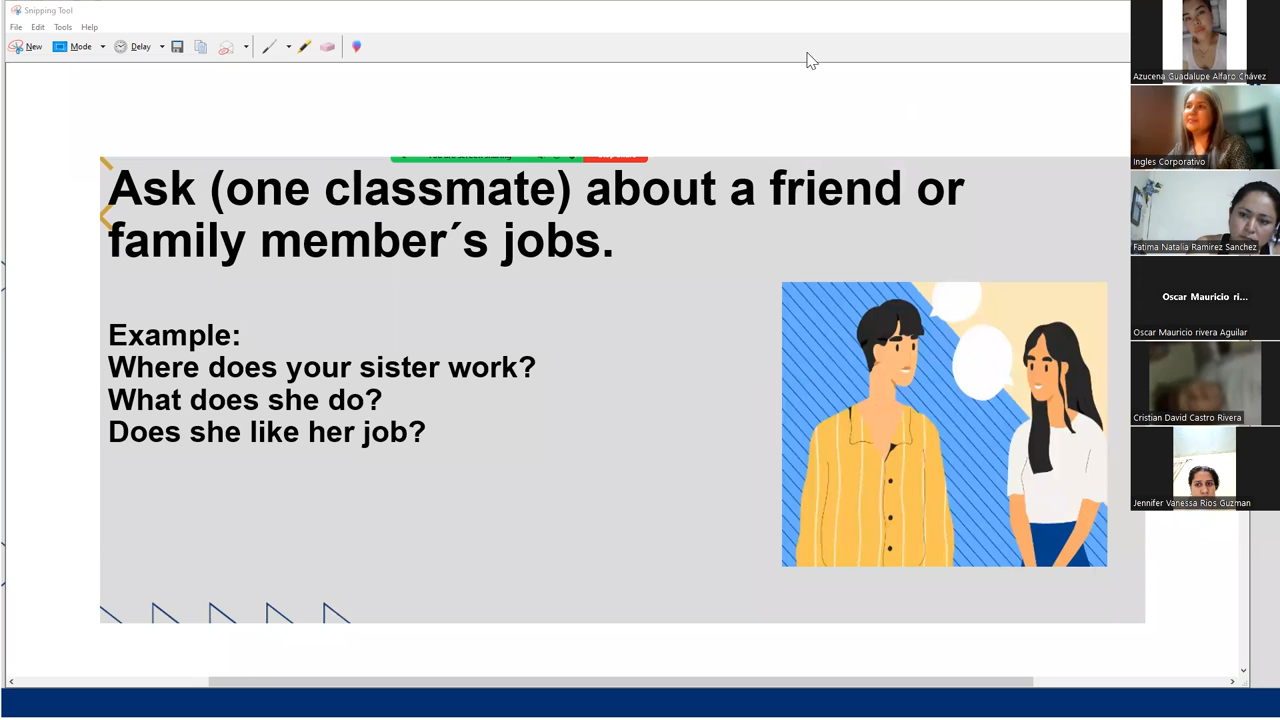 Snipping Tool
File Edit Tools Help
New Mode Delay
Ask (one classmate) about a friend or
family member´s jobs.
Example:
Where does your sister work?
What does she do?
Does she like her job?
Azucena Guadalupe Alfaro Chávez
Ingles Corporativo
Fatima Natalia Ramirez Sanchez
Oscar Mauricio ri...
Oscar Mauricio rivera Aguilar
Cristian David Castro Rivera
Jennifer Vanessa Rios Guzman